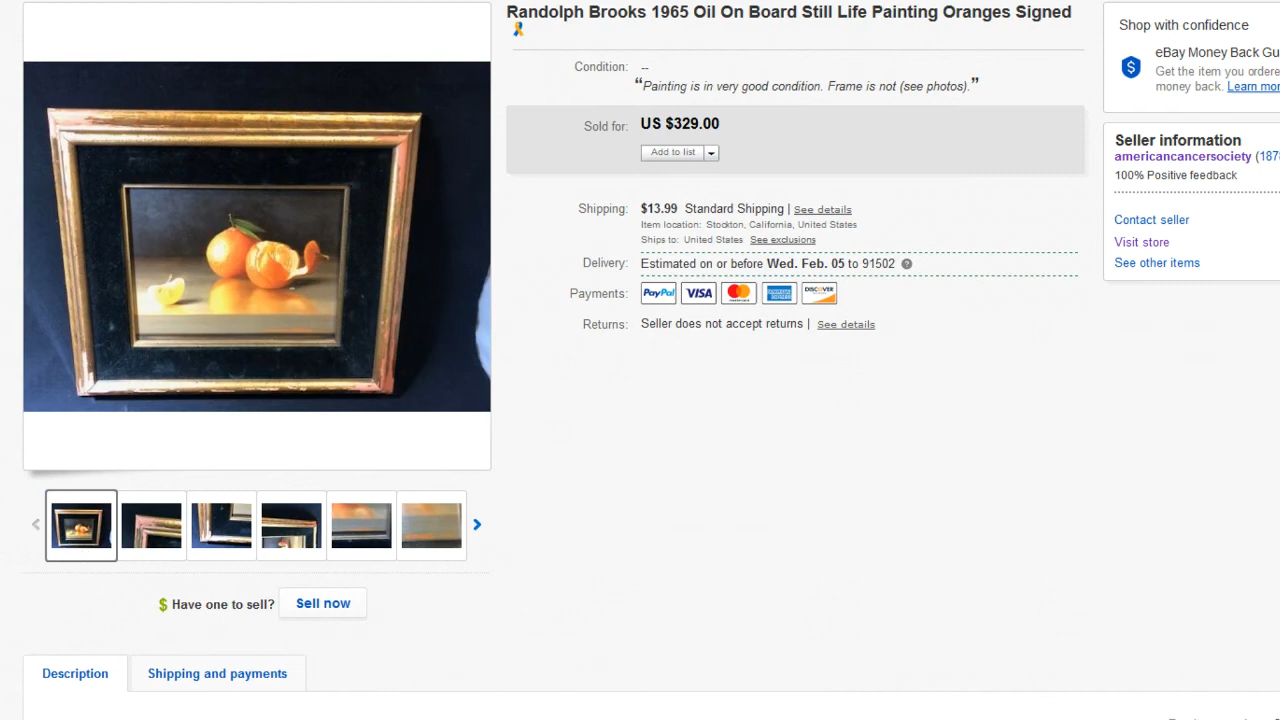 Randolph Brooks 1965 Oil On Board Still Life Painting Oranges Signed
Condition: --
“Painting is in very good condition. Frame is not (see photos).”
Sold for: US $329.00
Add to list
Shipping: $13.99 Standard Shipping | See details
Item location: Stockton, California, United States
Ships to: United States See exclusions
Delivery: Estimated on or before Wed. Feb. 05 to 91502
Payments: PayPal VISA mastercard AMERICAN EXPRESS DISCOVER
Returns: Seller does not accept returns | See details
Shop with confidence
eBay Money Back Gu
Get the item you ordere
money back. Learn mor
Seller information
americancancersociety (187
100% Positive feedback
Contact seller
Visit store
See other items
$ Have one to sell? Sell now
Description
Shipping and payments